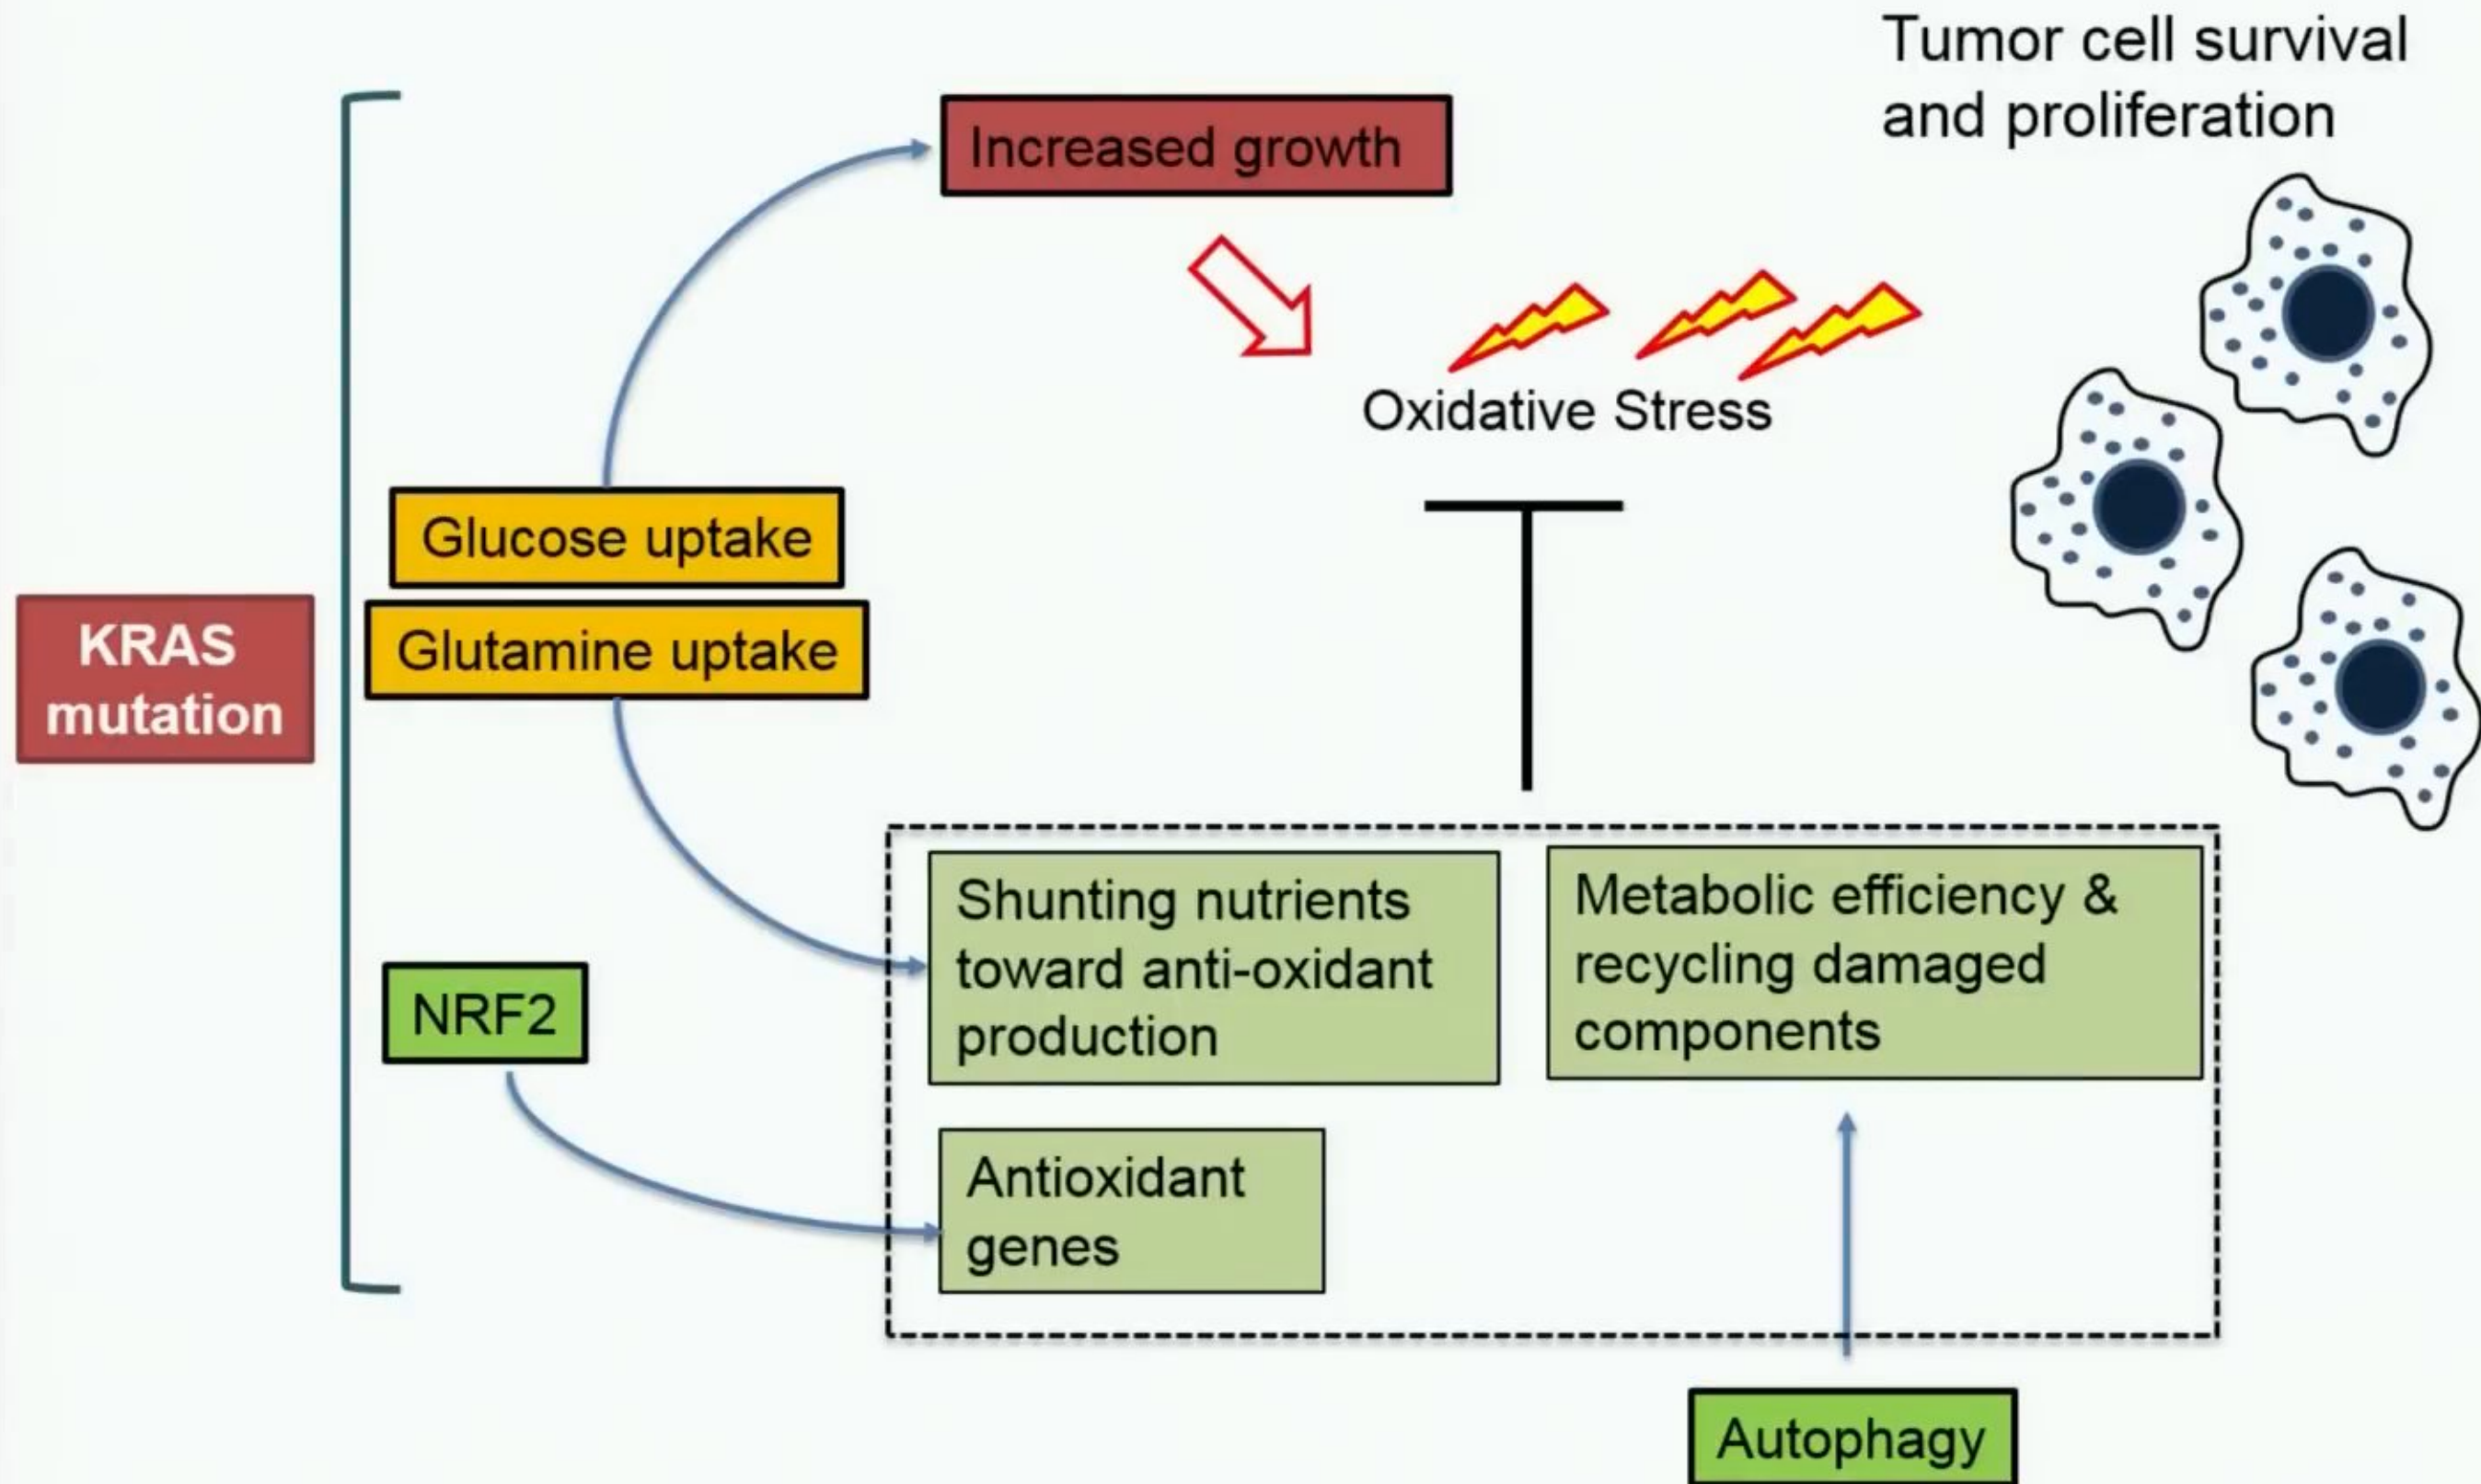 Tumor cell survival
and proliferation
Increased growth
Oxidative Stress
Glucose uptake
Glutamine uptake
KRAS
mutation
NRF2
Shunting nutrients
toward anti-oxidant
production
Metabolic efficiency &
recycling damaged
components
Antioxidant
genes
Autophagy